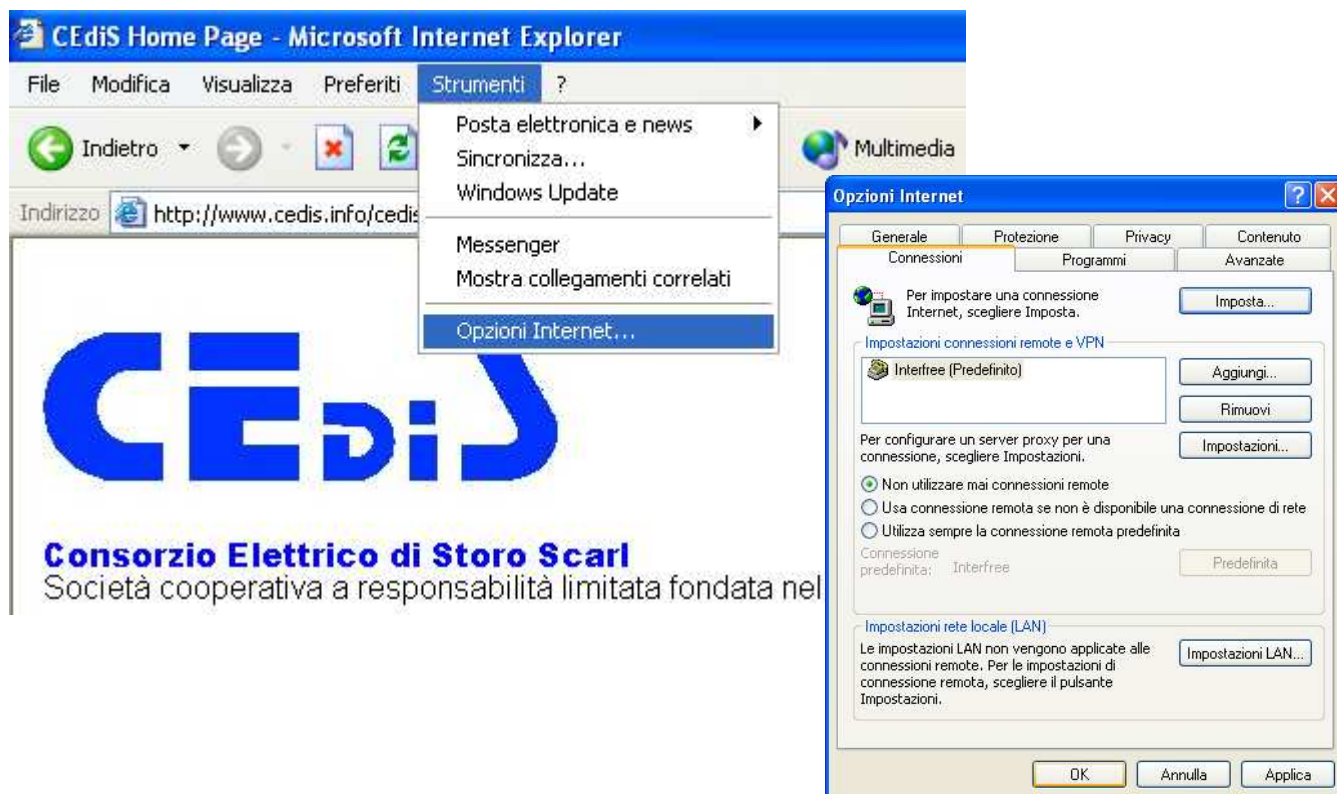 CEdiS Home Page - Microsoft Internet Explorer
File Modifica Visualizza Preferiti Strumenti ?
Indietro
Multimedia
Indirizzo http://www.cedis.info/cedis
Posta elettronica e news
Sincronizza...
Windows Update
Messenger
Mostra collegamenti correlati
Opzioni Internet...
CEDiS
Consorzio Elettrico di Storo Scarl
Società cooperativa a responsabilità limitata fondata nel
Opzioni Internet
Generale Protezione Privacy Contenuto
Connessioni Programmi Avanzate
Per impostare una connessione
Internet, scegliere Imposta.
Imposta...
Impostazioni connessioni remote e VPN
Interfree (Predefinito)
Aggiungi...
Rimuovi
Per configurare un server proxy per una
connessione, scegliere Impostazioni.
Impostazioni...
Non utilizzare mai connessioni remote
Usa connessione remota se non è disponibile una connessione di rete
Utilizza sempre la connessione remota predefinita
Connessione
predefinita: Interfree
Predefinita
Impostazioni rete locale (LAN)
Le impostazioni LAN non vengono applicate alle
connessioni remote. Per le impostazioni di
connessione remota, scegliere il pulsante
Impostazioni.
Impostazioni LAN...
OK Annulla Applica